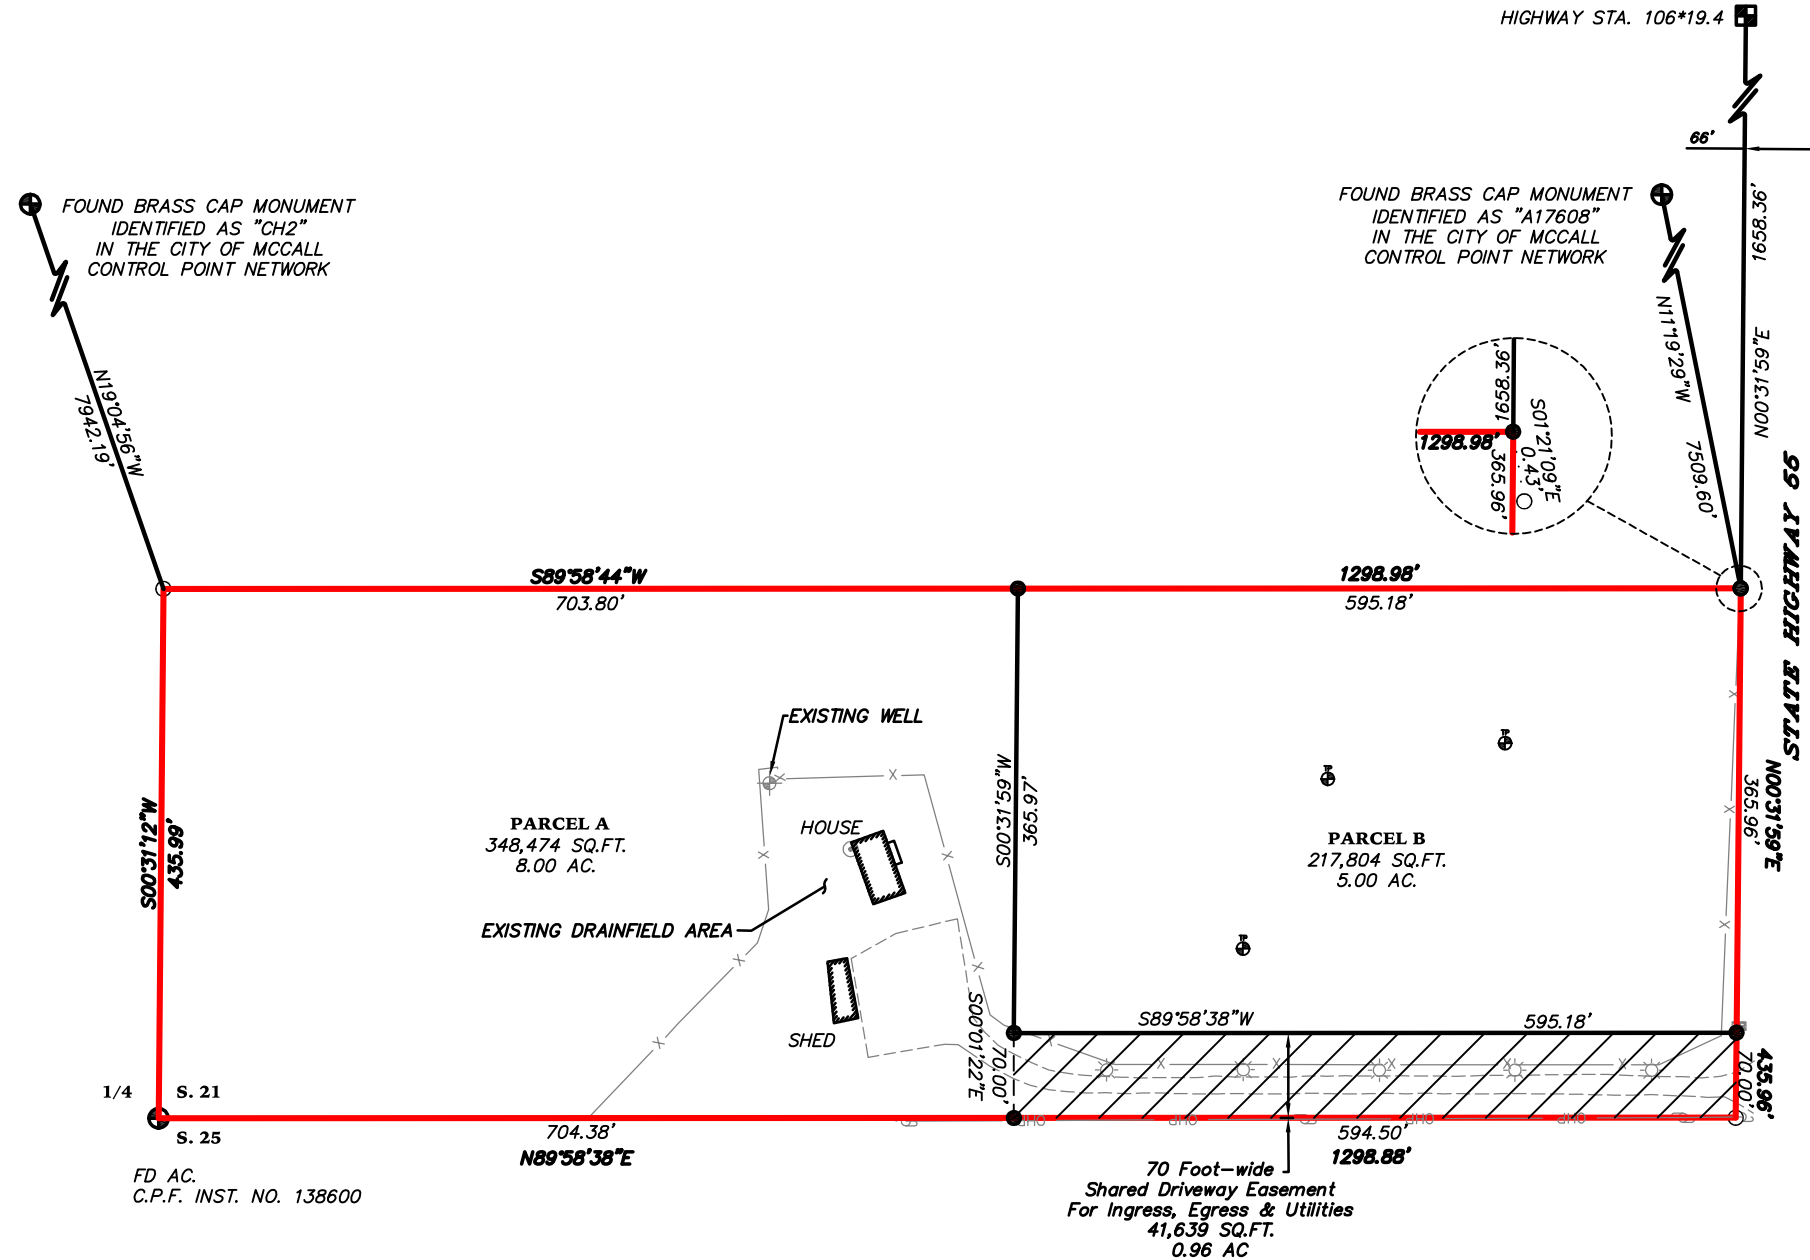 HIGHWAY STA. 106*19.4
66'
FOUND BRASS CAP MONUMENT
IDENTIFIED AS "CH2"
IN THE CITY OF MCCALL
CONTROL POINT NETWORK
FOUND BRASS CAP MONUMENT
IDENTIFIED AS "A17608"
IN THE CITY OF MCCALL
CONTROL POINT NETWORK
1658.36'
N00°31'59"E
N11°19'29"W
7509.60'
N19°04'56"W
7942.19'
1658.36'
S01°21'09"E
0.43'
1298.98'
365.96'
STATE HIGHWAY 55
S89°58'44"W
703.80'
1298.98'
595.18'
EXISTING WELL
X
X
X
X
X
X
X
X
X
X
TP
TP
TP
S00°31'59"W
365.97'
N00°31'59"E
365.96'
S00°31'12"W
435.99'
PARCEL A
348,474 SQ.FT.
8.00 AC.
HOUSE
PARCEL B
217,804 SQ.FT.
5.00 AC.
EXISTING DRAINFIELD AREA
SHED
S00°01'22"E
70.00'
S89°58'38"W
595.18'
X
X
X
X
X
X
435.96'
70.00'
1/4
S. 21
S. 25
OHP
OHP
OHP
OHP
704.38'
N89°58'38"E
594.50'
1298.88'
FD AC.
C.P.F. INST. NO. 138600
70 Foot-wide
Shared Driveway Easement
For Ingress, Egress & Utilities
41,639 SQ.FT.
0.96 AC